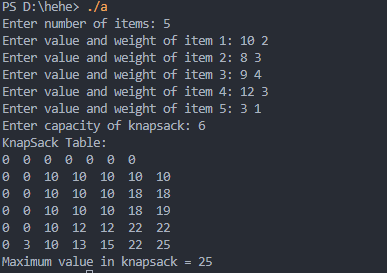 PS D:\hehe> ./a
Enter number of items: 5
Enter value and weight of item 1: 10 2
Enter value and weight of item 2: 8 3
Enter value and weight of item 3: 9 4
Enter value and weight of item 4: 12 3
Enter value and weight of item 5: 3 1
Enter capacity of knapsack: 6
KnapSack Table:
0 0 0 0 0 0 0
0 0 10 10 10 10 10
0 0 10 10 10 18 18
0 0 10 10 10 18 19
0 0 10 12 12 22 22
0 3 10 13 15 22 25
Maximum value in knapsack = 25